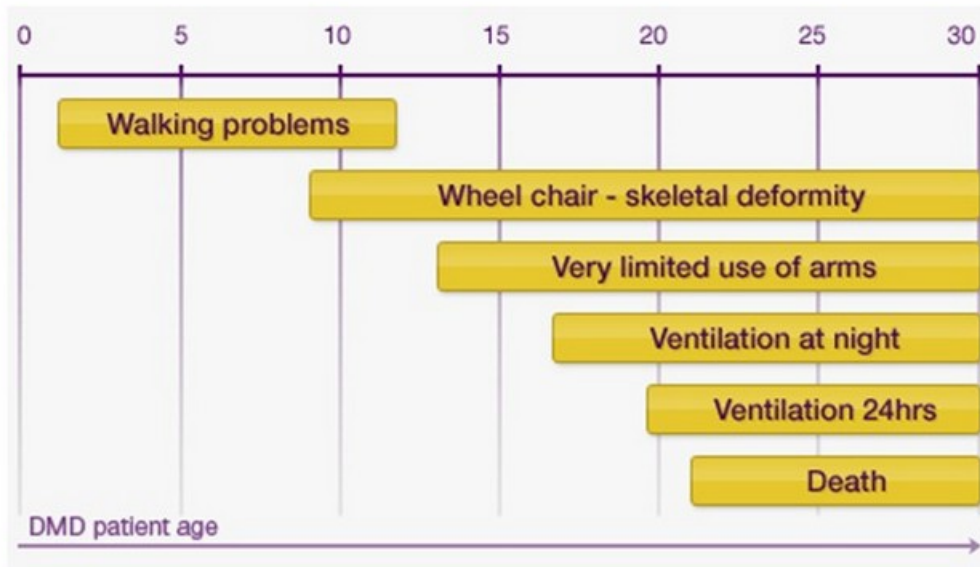 0 5 10 15 20 25 30
Walking problems
Wheel chair - skeletal deformity
Very limited use of arms
Ventilation at night
Ventilation 24hrs
Death
DMD patient age